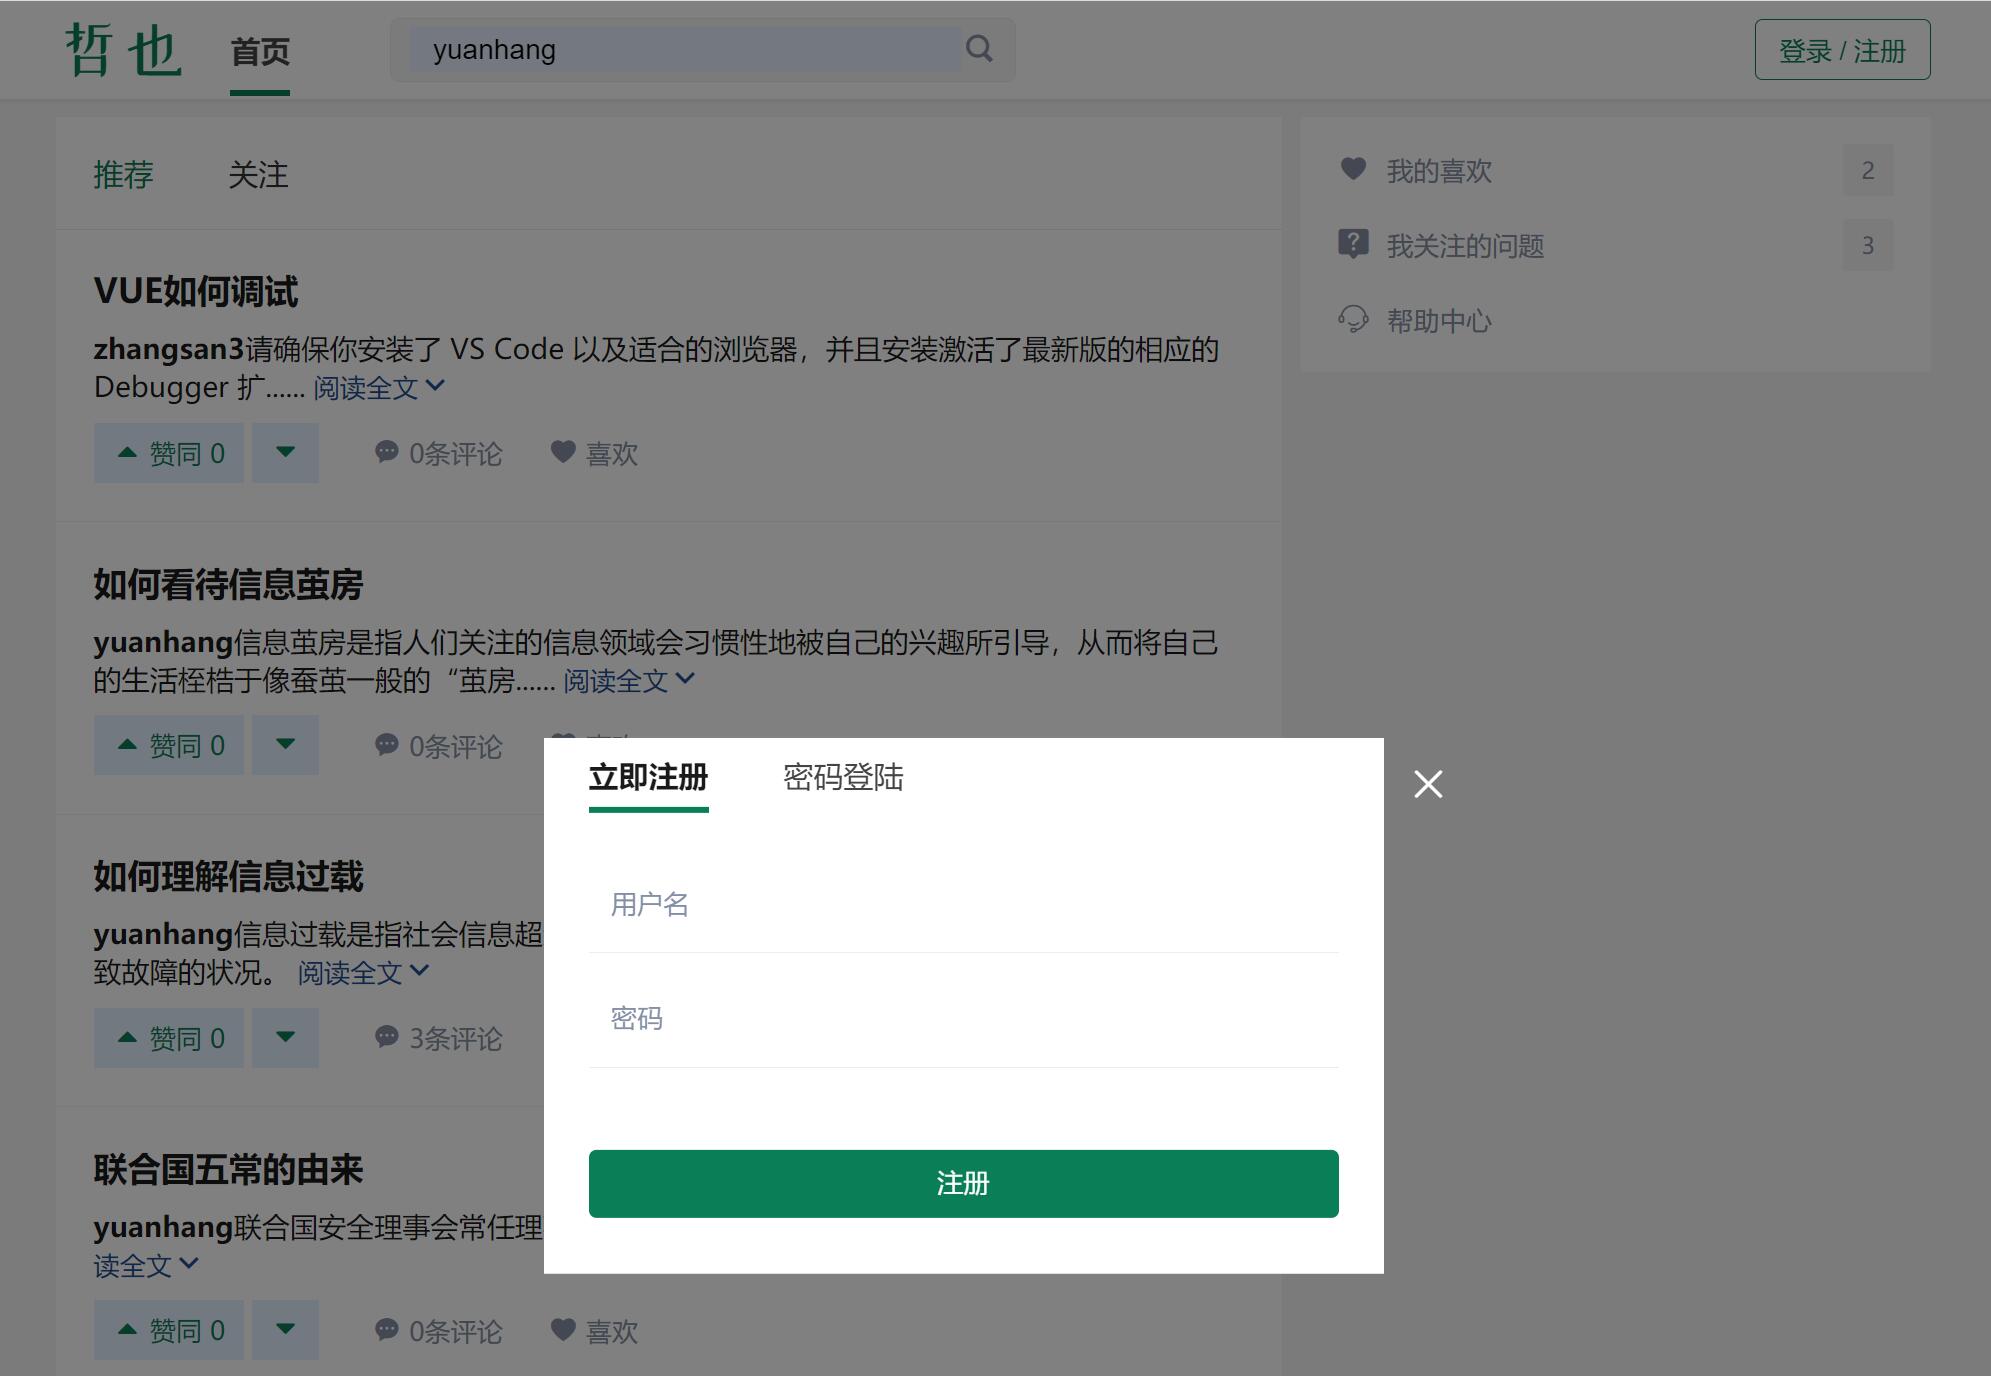 哲也
首页
yuanhang
登录 / 注册
推荐
关注
VUE如何调试
zhangsan3请确保你安装了 VS Code 以及适合的浏览器，并且安装激活了最新版的相应的
Debugger 扩...... 阅读全文
赞同 0
0条评论
喜欢
如何看待信息茧房
yuanhang信息茧房是指人们关注的信息领域会习惯性地被自己的兴趣所引导，从而将自己
的生活桎梏于像蚕茧一般的“茧房...... 阅读全文
赞同 0
0条评论
如何理解信息过载
yuanhang信息过载是指社会信息超
致故障的状况。 阅读全文
赞同 0
3条评论
联合国五常的由来
yuanhang联合国安全理事会常任理
读全文
赞同 0
0条评论
喜欢
我的喜欢
2
我关注的问题
3
帮助中心
立即注册
密码登陆
用户名
密码
注册